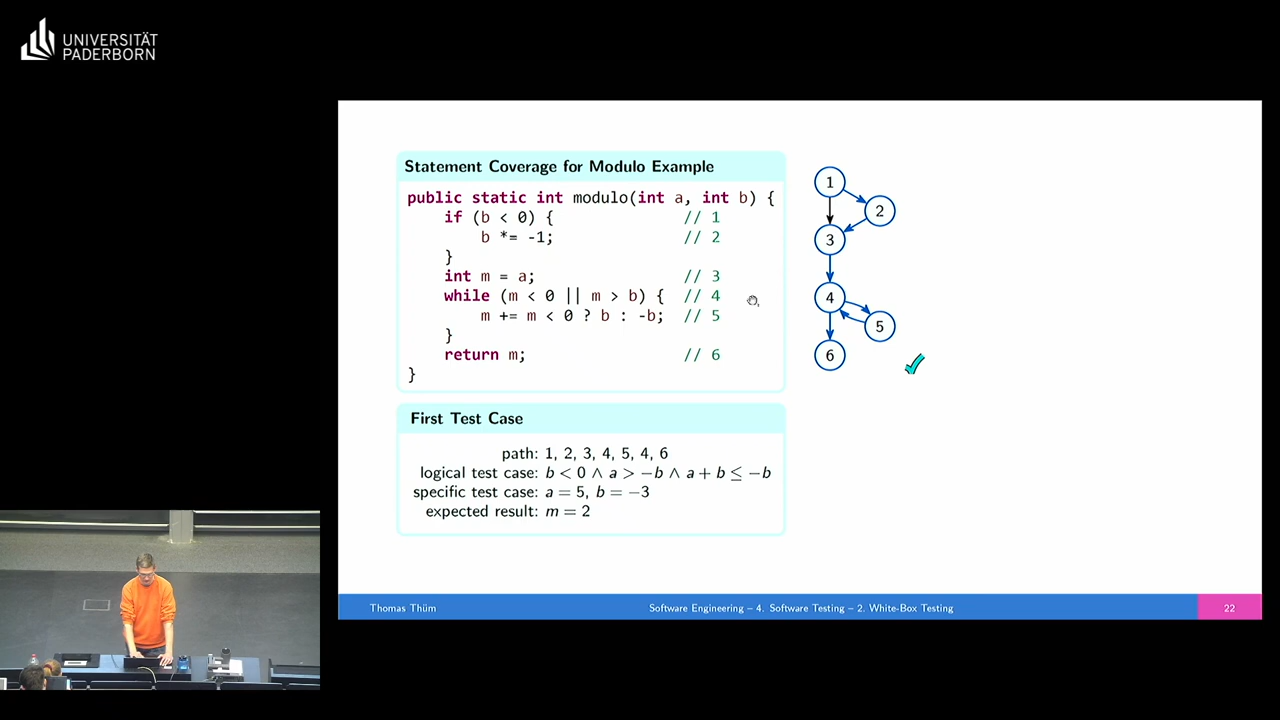 UNIVERSITÄT
PADERBORN
Statement Coverage for Modulo Example
public static int modulo(int a, int b) {
if (b < 0) { // 1
b *= -1; // 2
}
int m = a; // 3
while (m < 0 || m > b) { // 4
m += m < 0 ? b : -b; // 5
}
return m; // 6
}
1
2
3
4
5
6
First Test Case
path: 1, 2, 3, 4, 5, 4, 6
logical test case: b < 0 ∧ a > −b ∧ a + b ≤ −b
specific test case: a = 5, b = −3
expected result: m = 2
Thomas Thüm
Software Engineering – 4. Software Testing – 2. White-Box Testing
22